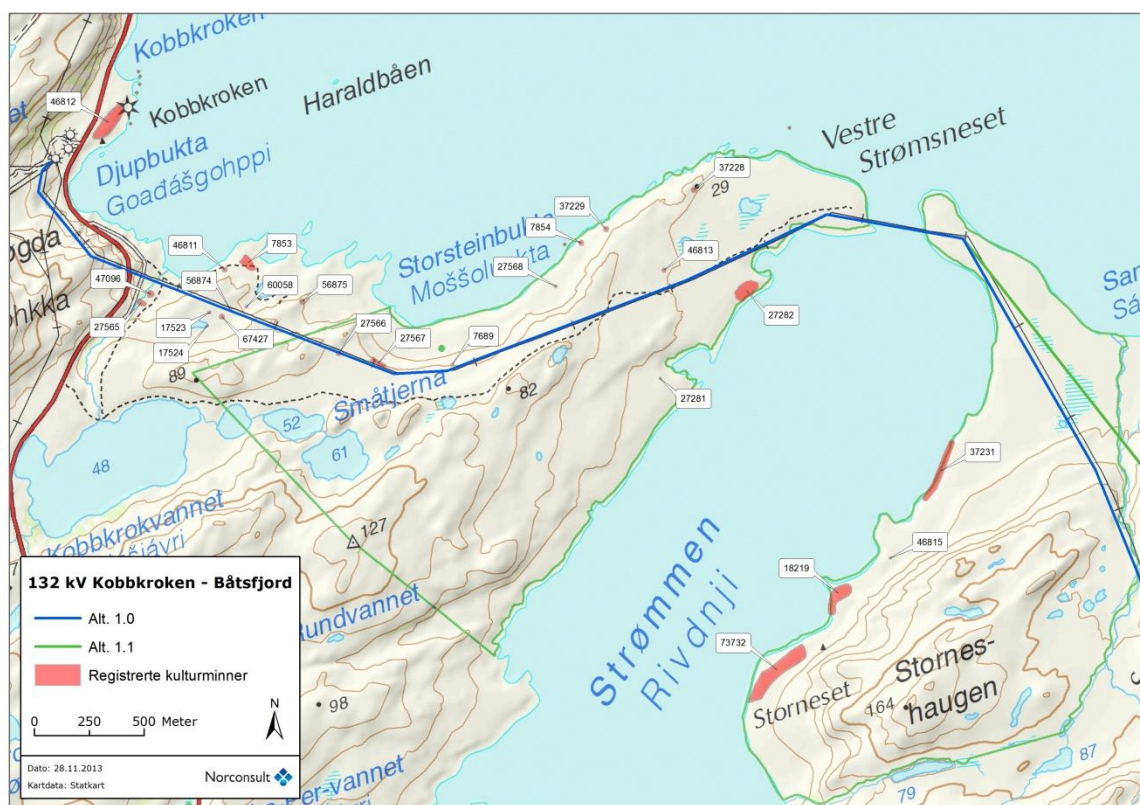 Kobbkroken
46812
Kobbkroken
Haraldbåen
Djupbukta
Goađášgohppi
Vestre
Strømsneset
37228
29
37229
7854
Storsteinbukta
Moššoluokta
46811
7853
46813
27568
47096
56874
60058
56875
27282
27565
17523
67427
27566
27567
7689
17524
89
Småtjerna
82
27281
52
61
48
37231
Kobbkrokvannet
127
46815
18219
132 kV Kobbkroken - Båtsfjord
Alt. 1.0
Alt. 1.1
Registrerte kulturminner
0 250 500 Meter
N
Dato: 28.11.2013
Kartdata: Statkart
Norconsult
Rundvannet
Strømmen
Rivdnji
73732
Stornes-
haugen
Storneset
164
98
87
79